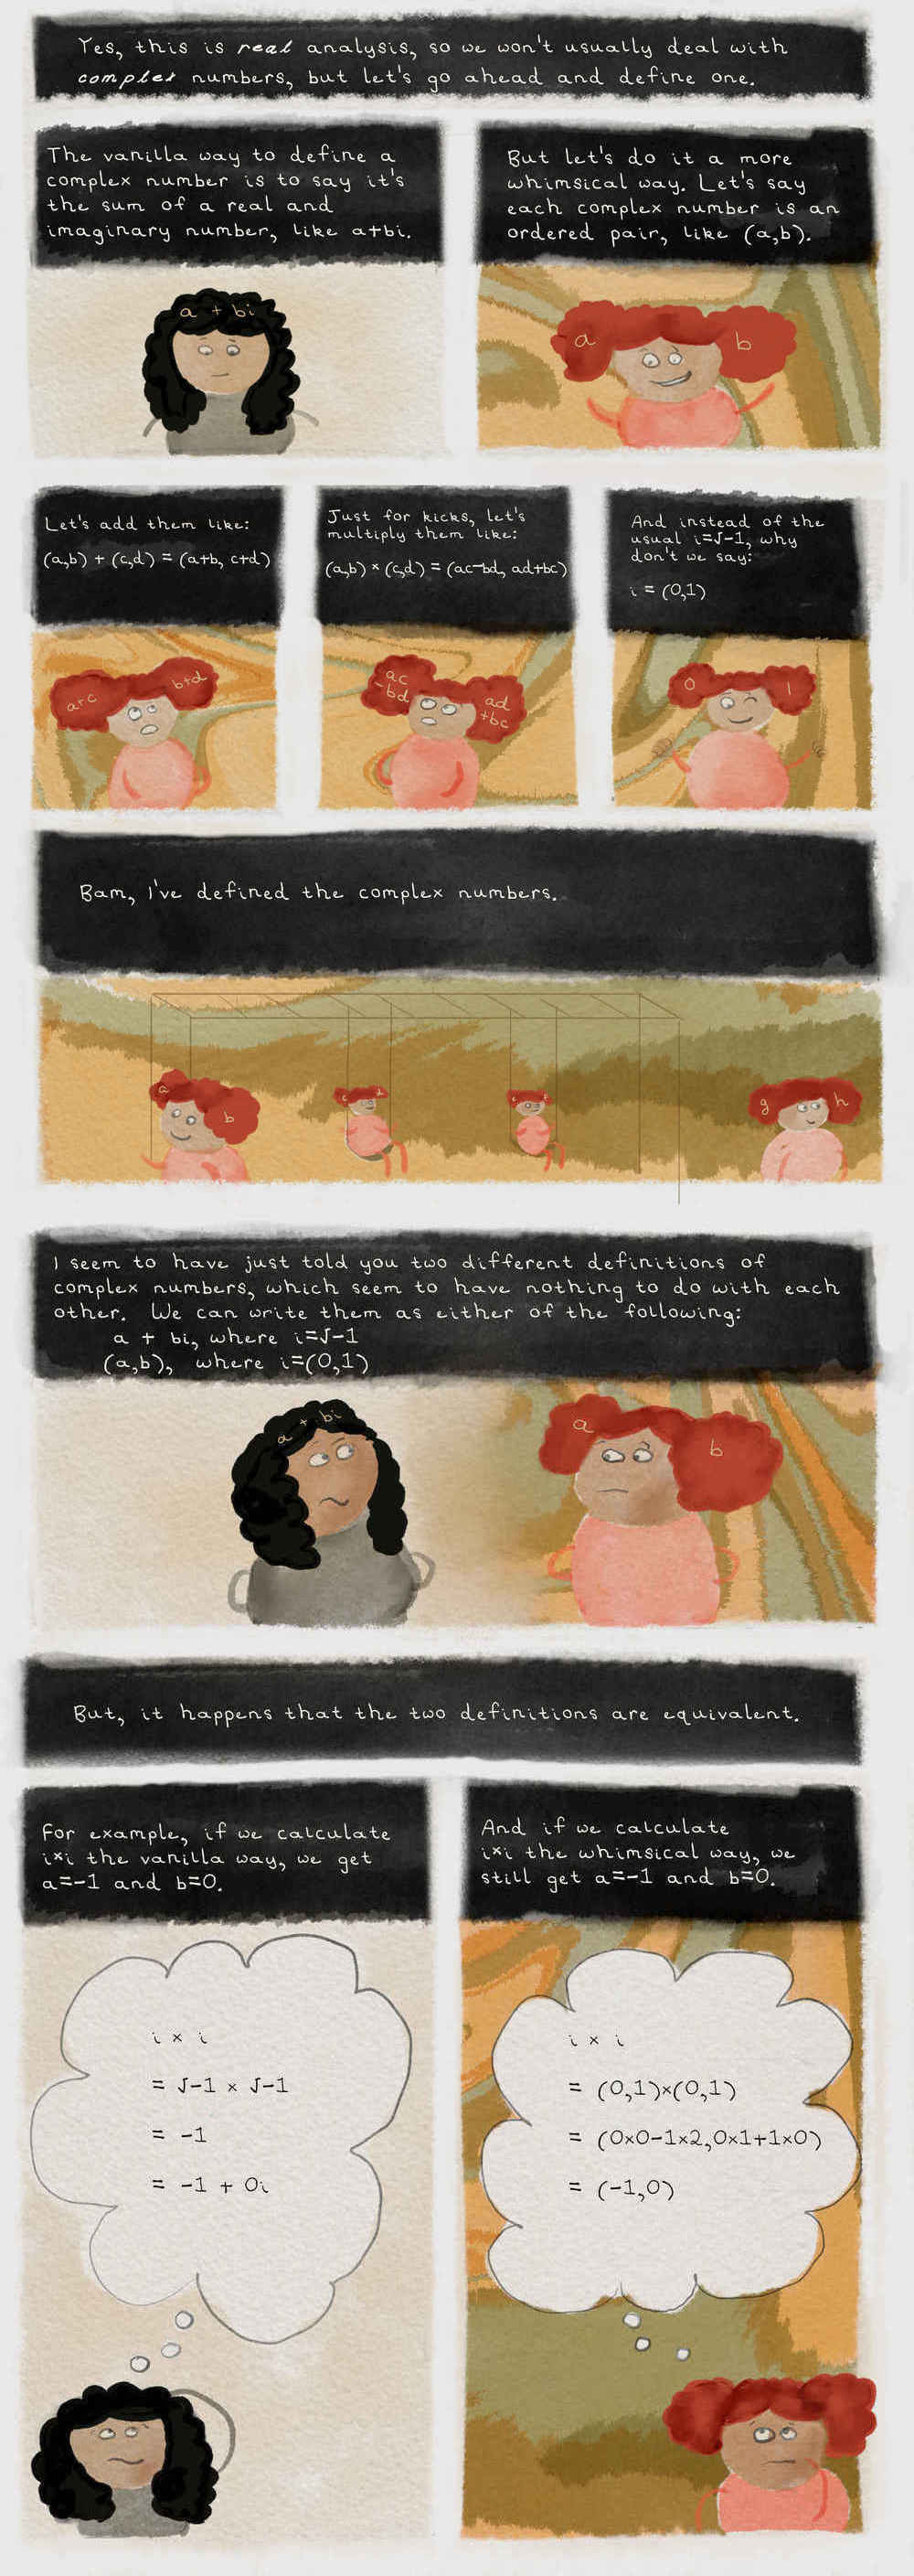 Yes, this is real analysis, so we won't usually deal with
complex numbers, but let's go ahead and define one.
The vanilla way to define a
complex number is to say it's
the sum of a real and
imaginary number, like a+bi.
a + bi
But let's do it a more
whimsical way. Let's say
each complex number is an
ordered pair, like (a,b).
a
b
Let's add them like:
(a,b) + (c,d) = (a+b, c+d)
a+c
b+d
Just for kicks, let's
multiply them like:
(a,b) × (c,d) = (ac-bd, ad+bc)
ac
-bd
ad
+bc
And instead of the
usual i=√-1, why
don't we say:
i = (0,1)
0
1
Bam, I've defined the complex numbers.
a
b
c
d
g
h
I seem to have just told you two different definitions of
complex numbers, which seem to have nothing to do with each
other. We can write them as either of the following:
a + bi, where i=√-1
(a,b), where i=(0,1)
a + bi
a
b
But, it happens that the two definitions are equivalent.
For example, if we calculate
i×i the vanilla way, we get
a=-1 and b=0.
i × i
= √-1 × √-1
= -1
= -1 + 0i
And if we calculate
i×i the whimsical way, we
still get a=-1 and b=0.
i × i
= (0,1)×(0,1)
= (0×0-1×2,0×1+1×0)
= (-1,0)